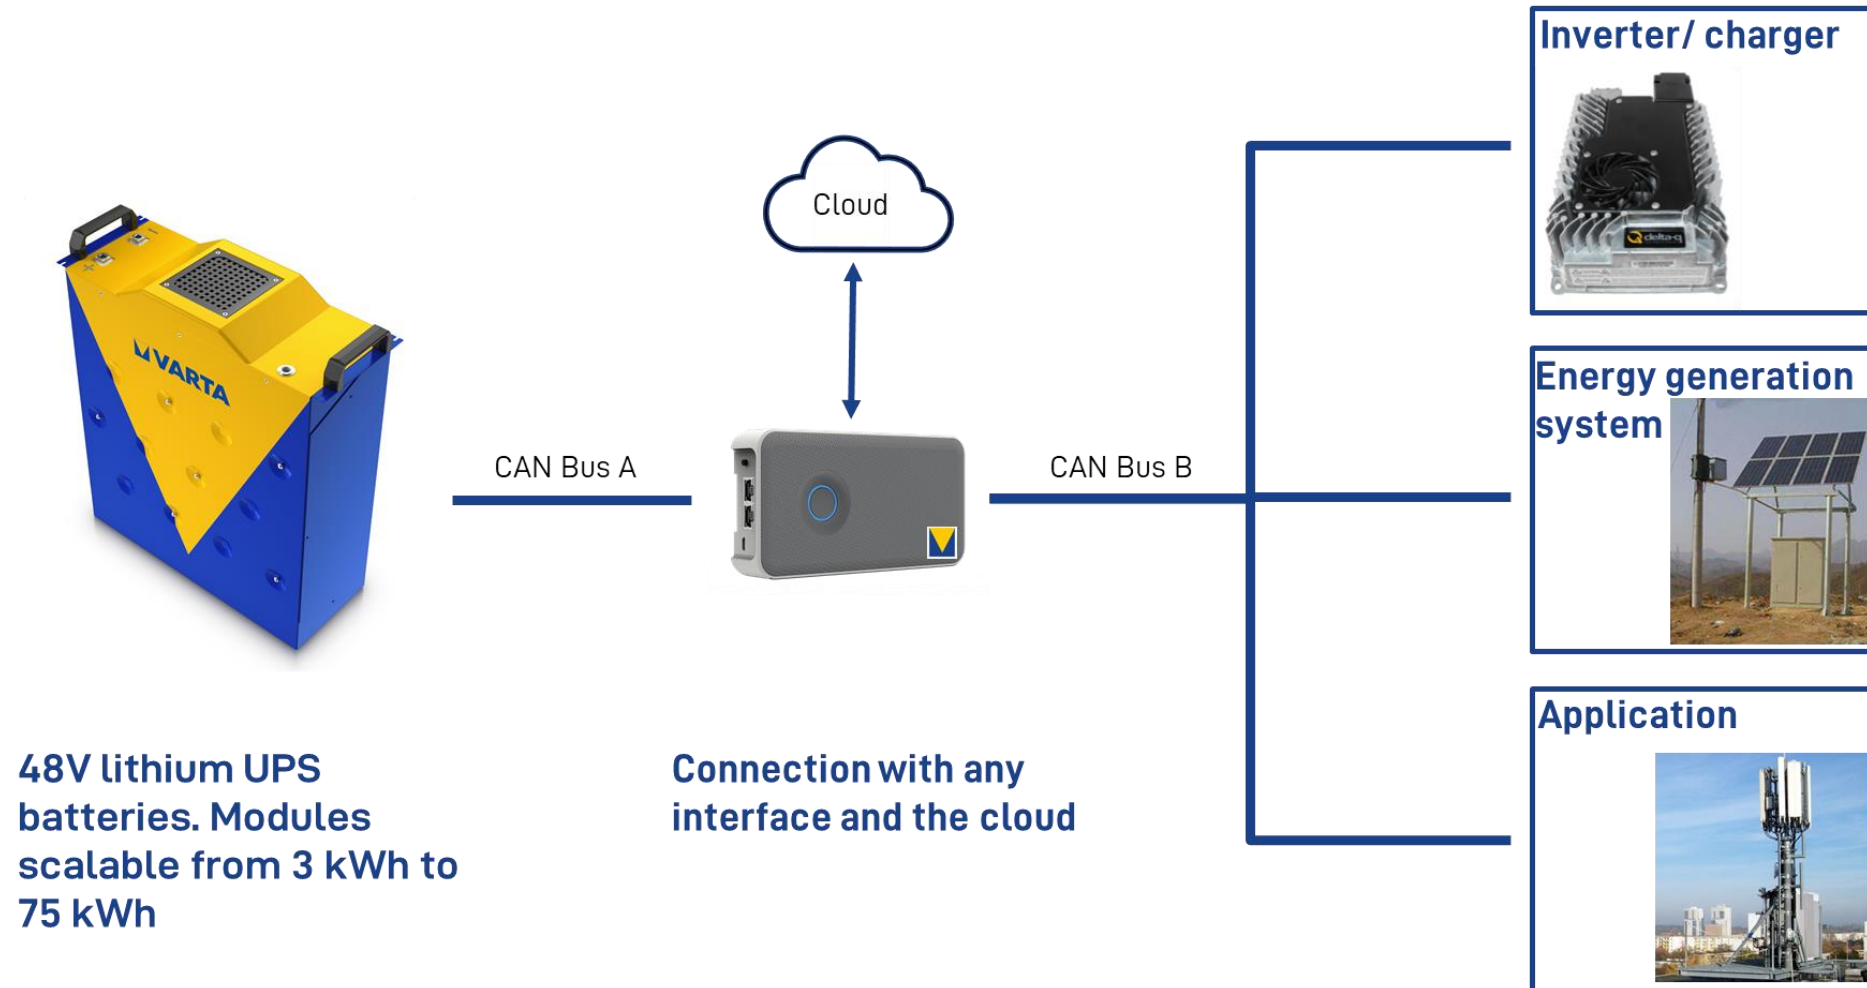 Inverter/ charger
delta-q
Cloud
VARTA
Energy generation
system
CAN Bus A
CAN Bus B
Application
48V lithium UPS
batteries. Modules
scalable from 3 kWh to
75 kWh
Connection with any
interface and the cloud